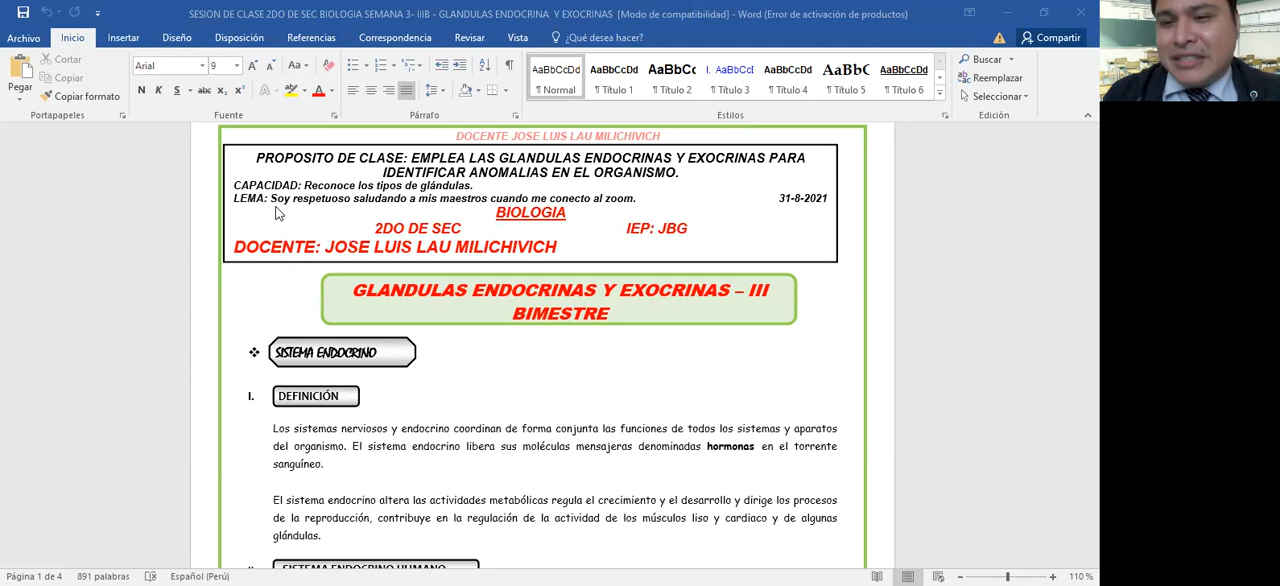 SESION DE CLASE 2DO DE SEC BIOLOGIA SEMANA 3- IIIB - GLANDULAS ENDOCRINA Y EXOCRINAS [Modo de compatibilidad] - Word (Error de activación de productos)
Archivo Inicio Insertar Diseño Disposición Referencias Correspondencia Revisar Vista ¿Qué desea hacer? Compartir
Pegar
Cortar
Copiar
Copiar formato
Portapapeles
Arial 9
N K S abc x₂ x²
Fuente
Párrafo
AaBbCcDd AaBbCcDd AaBbCc I. AaBbCcI AaBbCcDd AaBbC AaBbCcDd
¶ Normal ¶ Título 1 ¶ Título 2 ¶ Título 3 ¶ Título 4 ¶ Título 5 ¶ Título 6
Estilos
Buscar
Reemplazar
Seleccionar
Edición
DOCENTE JOSE LUIS LAU MILICHIVICH
PROPOSITO DE CLASE: EMPLEA LAS GLANDULAS ENDOCRINAS Y EXOCRINAS PARA
IDENTIFICAR ANOMALIAS EN EL ORGANISMO.
CAPACIDAD: Reconoce los tipos de glándulas.
LEMA: Soy respetuoso saludando a mis maestros cuando me conecto al zoom. 31-8-2021
BIOLOGIA
2DO DE SEC IEP: JBG
DOCENTE: JOSE LUIS LAU MILICHIVICH
GLANDULAS ENDOCRINAS Y EXOCRINAS – III
BIMESTRE
❖ SISTEMA ENDOCRINO
I. DEFINICIÓN
Los sistemas nerviosos y endocrino coordinan de forma conjunta las funciones de todos los sistemas y aparatos
del organismo. El sistema endocrino libera sus moléculas mensajeras denominadas hormonas en el torrente
sanguíneo.
El sistema endocrino altera las actividades metabólicas regula el crecimiento y el desarrollo y dirige los procesos
de la reproducción, contribuye en la regulación de la actividad de los músculos liso y cardiaco y de algunas
glándulas.
SISTEMA ENDOCRINO HUMANO
Página 1 de 4 891 palabras Español (Perú) 110 %